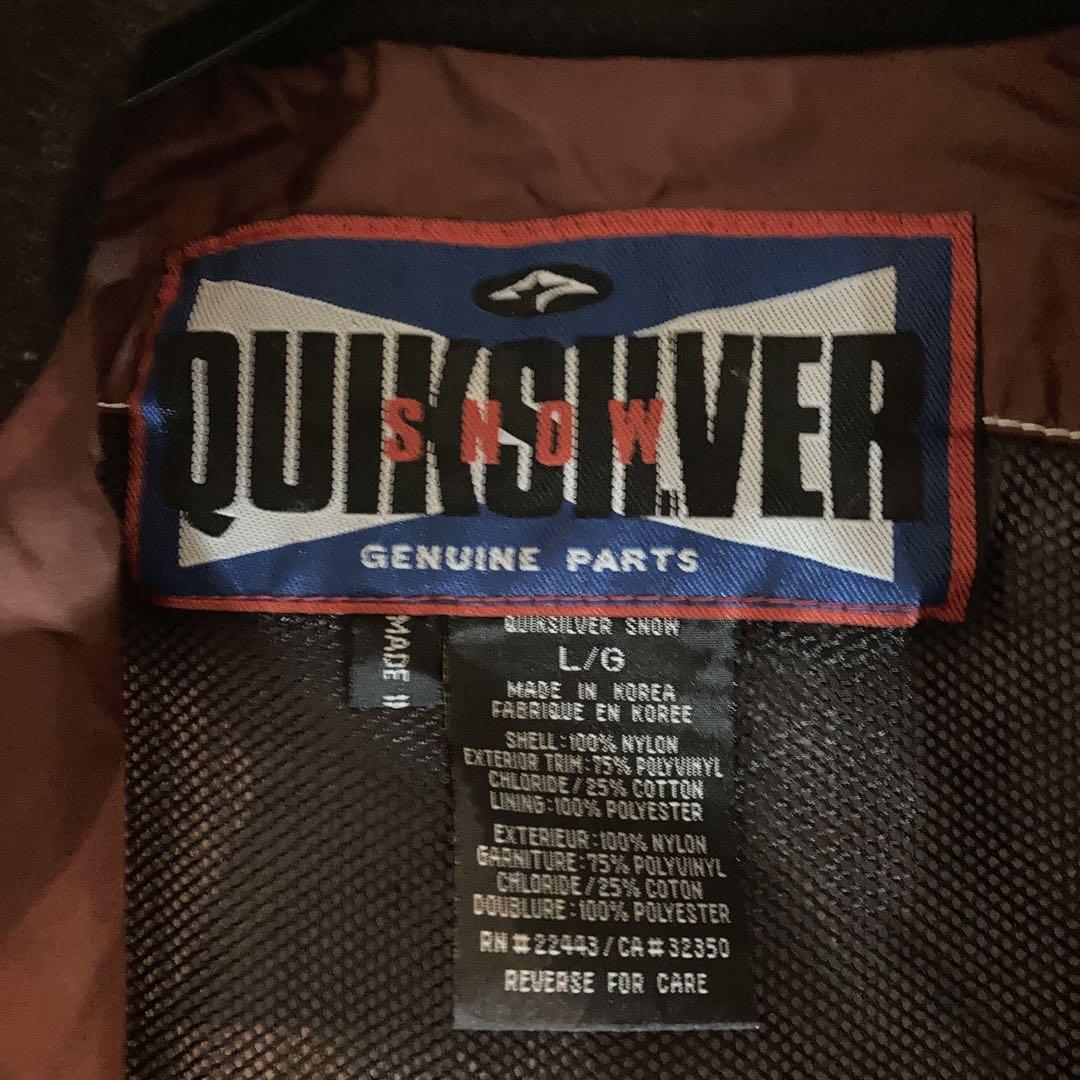 QUIKSILVER
SNOW
GENUINE PARTS
MADE
QUIKSILVER SNOW
L/G
MADE IN KOREA
FABRIQUE EN KOREE
SHELL:100% NYLON
EXTERIOR TRIM:75% POLYVINYL
CHLORIDE/25% COTTON
LINING:100% POLYESTER
EXTERIEUR:100% NYLON
GARNITURE:75% POLYVINYL
CHLORIDE/25% COTON
DOUBLURE:100% POLYESTER
RN#22443/CA#32350
REVERSE FOR CARE